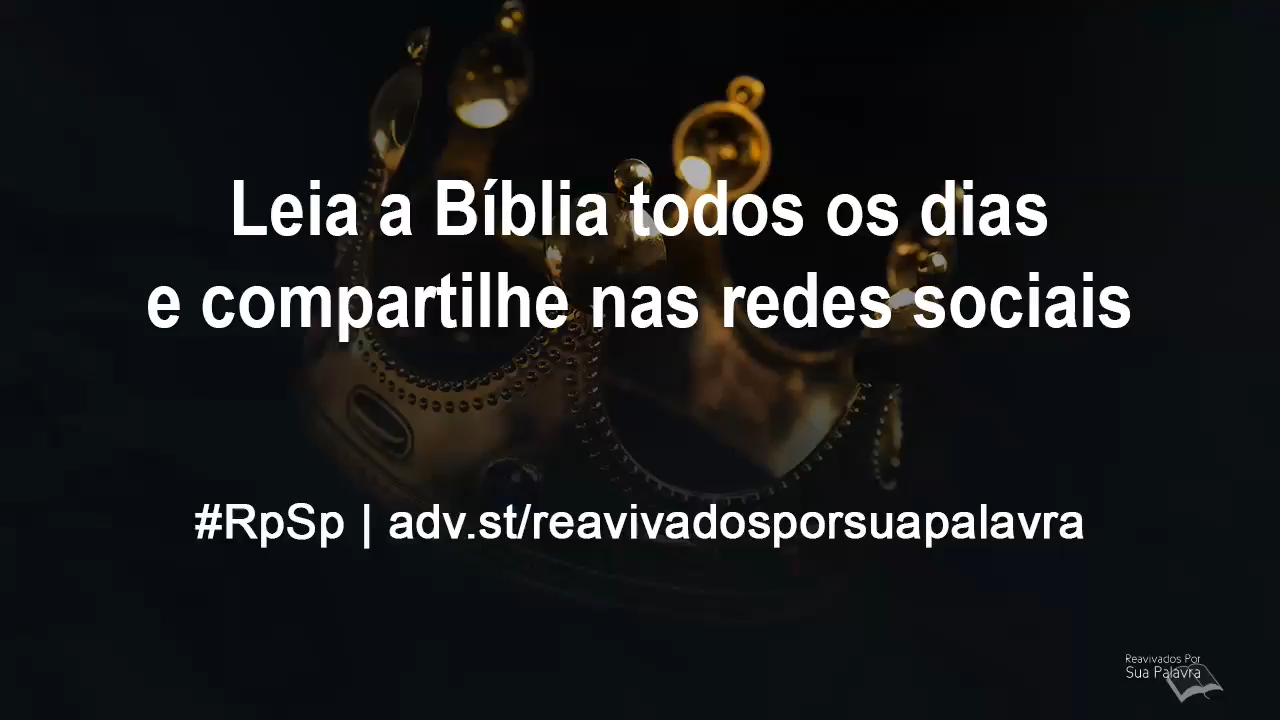 Leia a Bíblia todos os dias
e compartilhe nas redes sociais
#RpSp | adv.st/reavivadosporsuapalavra
Reavivados Por
Sua Palavra